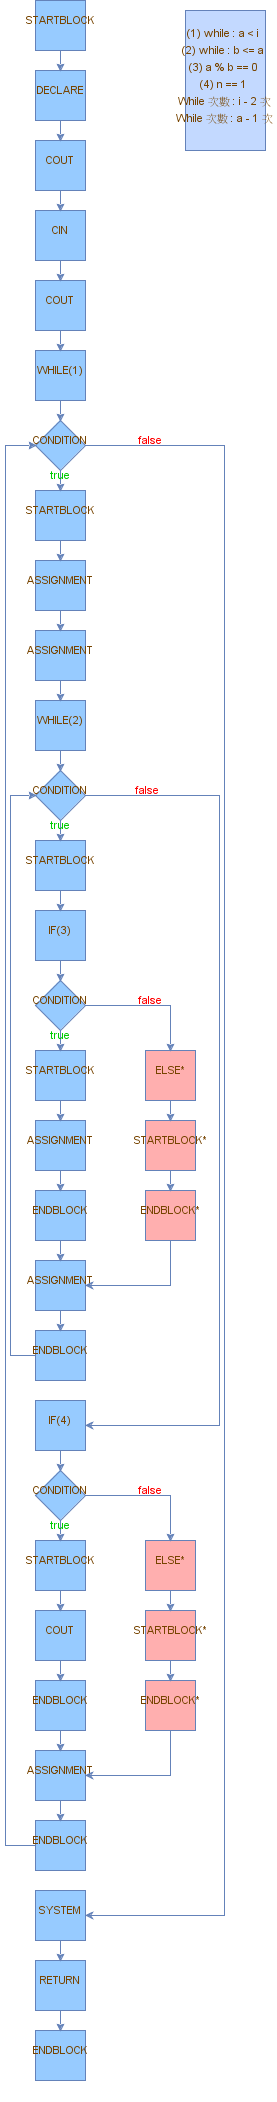 STARTBLOCK
(1) while : a < i
(2) while : b <= a
(3) a % b == 0
(4) n == 1
While 次數 : i - 2 次
While 次數 : a - 1 次
DECLARE
COUT
CIN
COUT
WHILE(1)
CONDITION
false
true
STARTBLOCK
ASSIGNMENT
ASSIGNMENT
WHILE(2)
CONDITION
false
true
STARTBLOCK
IF(3)
CONDITION
false
true
STARTBLOCK
ELSE*
ASSIGNMENT
STARTBLOCK*
ENDBLOCK
ENDBLOCK*
ASSIGNMENT
ENDBLOCK
IF(4)
CONDITION
false
true
STARTBLOCK
ELSE*
COUT
STARTBLOCK*
ENDBLOCK
ENDBLOCK*
ASSIGNMENT
ENDBLOCK
SYSTEM
RETURN
ENDBLOCK